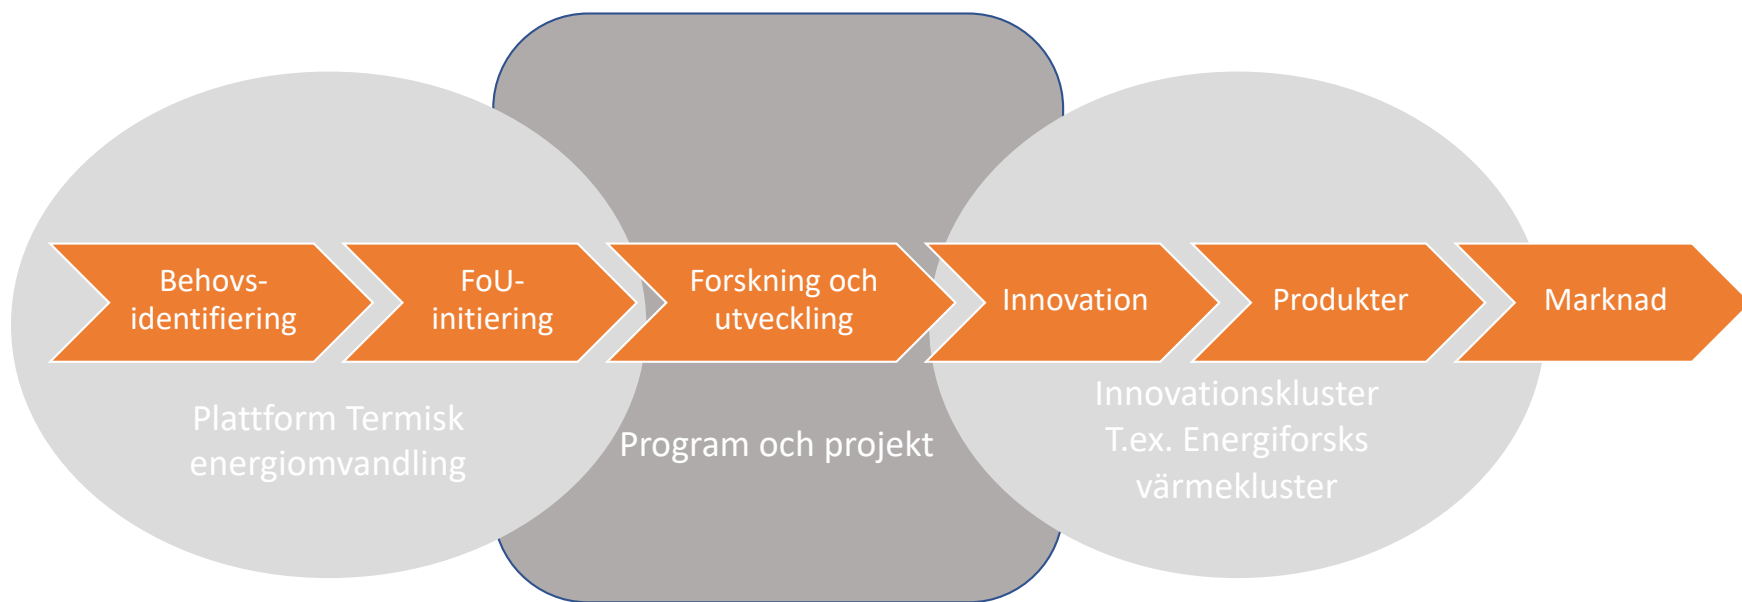 Behovs-
identifiering
FoU-
initiering
Forskning och
utveckling
Innovation
Produkter
Marknad
Plattform Termisk
energiomvandling
Program och projekt
Innovationskluster
T.ex. Energiforsks
värmekluster